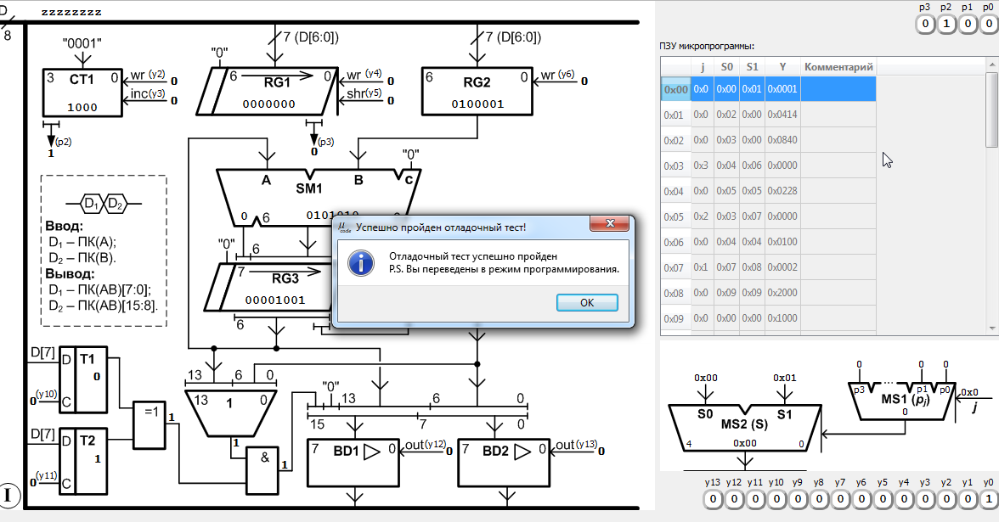 D
zzzzzzzz
8
"0001"
3 CT1 0
1000
wr (y2) 0
inc(y3) 0
(p2)
1
"0"
7 (D[6:0])
6 RG1 0
0000000
wr (y4) 0
shr(y5) 0
(p3)
0
7 (D[6:0])
6 RG2 0
0100001
wr (y6) 0
"0"
A B c
SM1
0 6 0101010
"0"
6
7 RG3
00001001
6
D₁ D₂
Ввод:
D₁ – ПК(A);
D₂ – ПК(B).
Вывод:
D₁ – ПК(AB)[7:0];
D₂ – ПК(AB)[15:8].
D[7] D T1
0
0 (y10) C
D[7] D T2
1
0 (y11) C
=1 1
13 6 0
13 1 0
1
& 1
"0" 13 6 0
15 7 0
7 BD1 0 out(y12) 0
7 BD2 0 out(y13) 0
I
Успешно пройден отладочный тест!
Отладочный тест успешно пройден
P.S. Вы переведены в режим программирования.
OK
p3 p2 p1 p0
0 1 0 0
ПЗУ микропрограммы:
j S0 S1 Y Комментарий
0x00 0x0 0x00 0x01 0x0001
0x01 0x0 0x02 0x00 0x0414
0x02 0x0 0x03 0x00 0x0840
0x03 0x3 0x04 0x06 0x0000
0x04 0x0 0x05 0x05 0x0228
0x05 0x2 0x03 0x07 0x0000
0x06 0x0 0x04 0x04 0x0100
0x07 0x1 0x07 0x08 0x0002
0x08 0x0 0x09 0x09 0x2000
0x09 0x0 0x00 0x00 0x1000
0x00 0x01
S0 S1
MS2 (S)
4 0x00 0
0 0 0
p3 p1 p0
MS1 (pj)
0
0x0
j
y13 y12 y11 y10 y9 y8 y7 y6 y5 y4 y3 y2 y1 y0
0 0 0 0 0 0 0 0 0 0 0 0 0 1